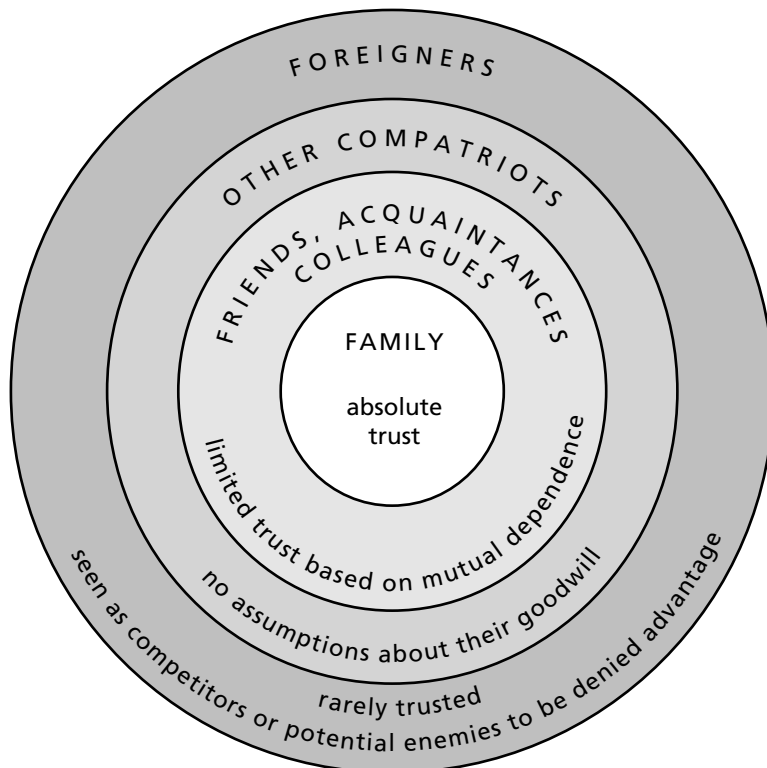 FOREIGNERS
OTHER COMPATRIOTS
FRIENDS, ACQUAINTANCES
COLLEAGUES
FAMILY
absolute
trust
limited trust based on mutual dependence
no assumptions about their goodwill
rarely trusted
seen as competitors or potential enemies to be denied advantage